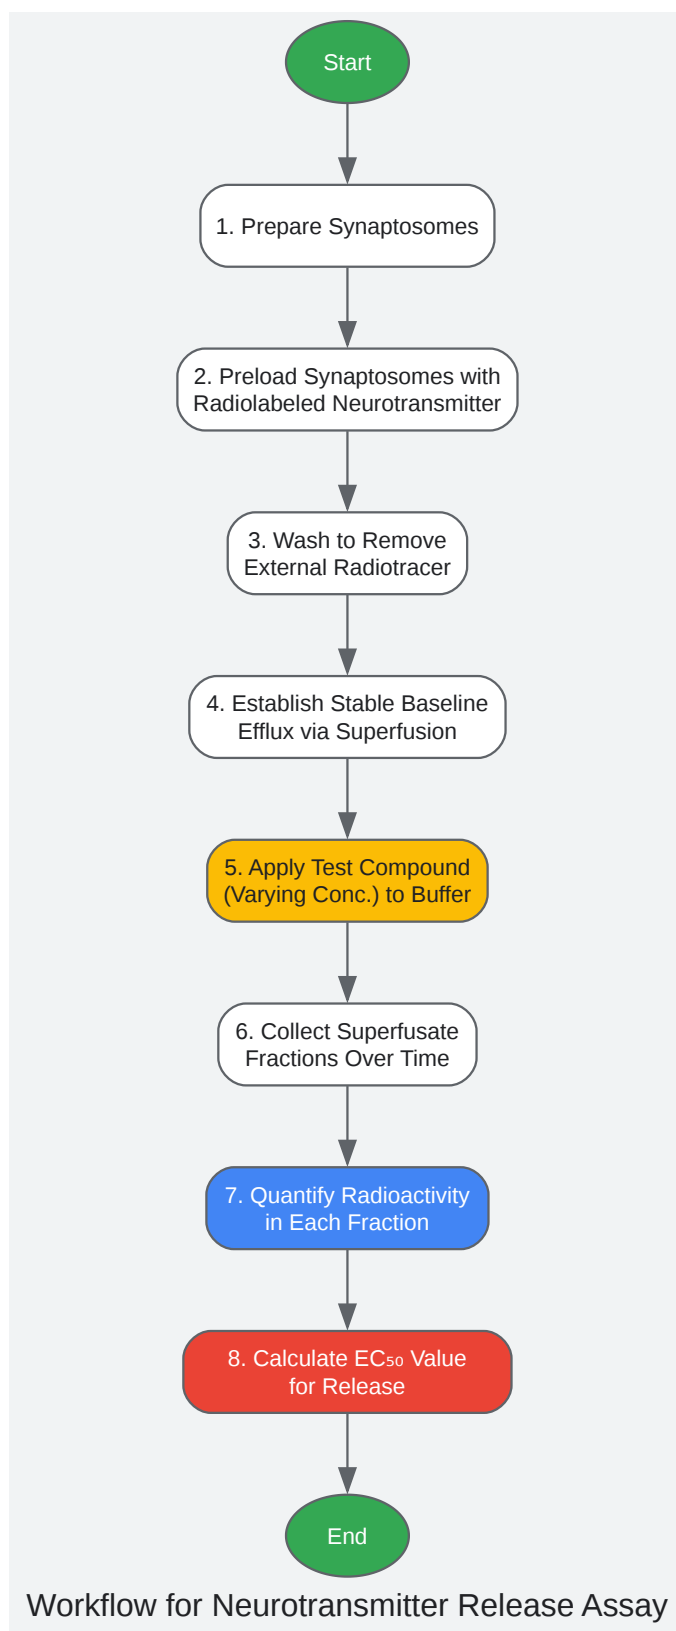 Start
1. Prepare Synaptosomes
2. Preload Synaptosomes with
Radiolabeled Neurotransmitter
3. Wash to Remove
External Radiotracer
4. Establish Stable Baseline
Efflux via Superfusion
5. Apply Test Compound
(Varying Conc.) to Buffer
6. Collect Superfusate
Fractions Over Time
7. Quantify Radioactivity
in Each Fraction
8. Calculate EC₅₀ Value
for Release
End
Workflow for Neurotransmitter Release Assay